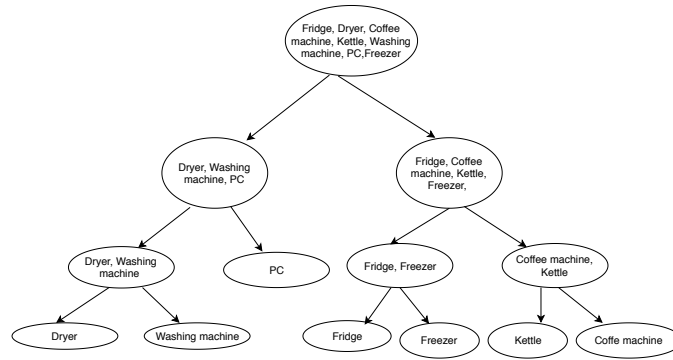 Fridge, Dryer, Coffee
machine, Kettle, Washing
machine, PC,Freezer
Dryer, Washing
machine, PC
Fridge, Coffee
machine, Kettle,
Freezer,
Dryer, Washing
machine
PC
Fridge, Freezer
Coffee machine,
Kettle
Dryer
Washing machine
Fridge
Freezer
Kettle
Coffe machine